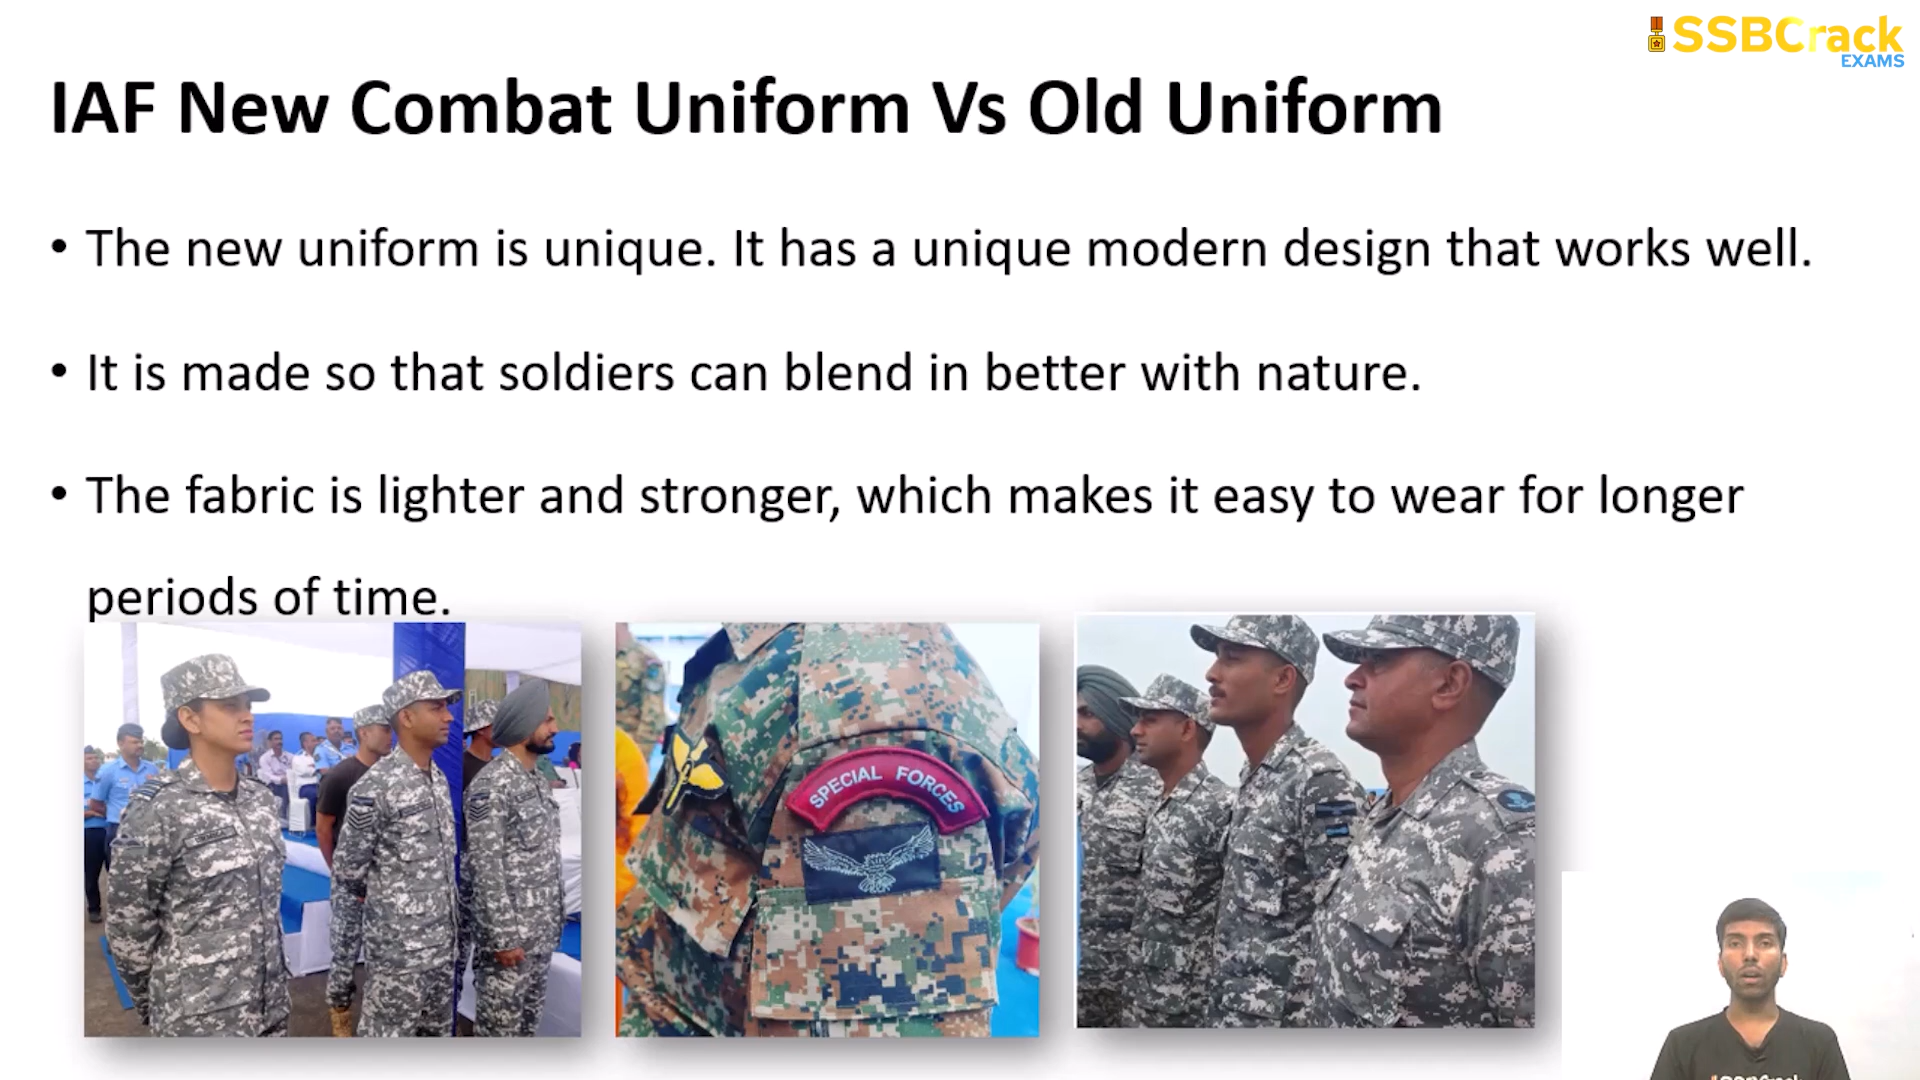 SSBCrack
EXAMS
IAF New Combat Uniform Vs Old Uniform
• The new uniform is unique. It has a unique modern design that works well.
• It is made so that soldiers can blend in better with nature.
• The fabric is lighter and stronger, which makes it easy to wear for longer
periods of time.
SPECIAL FORCES